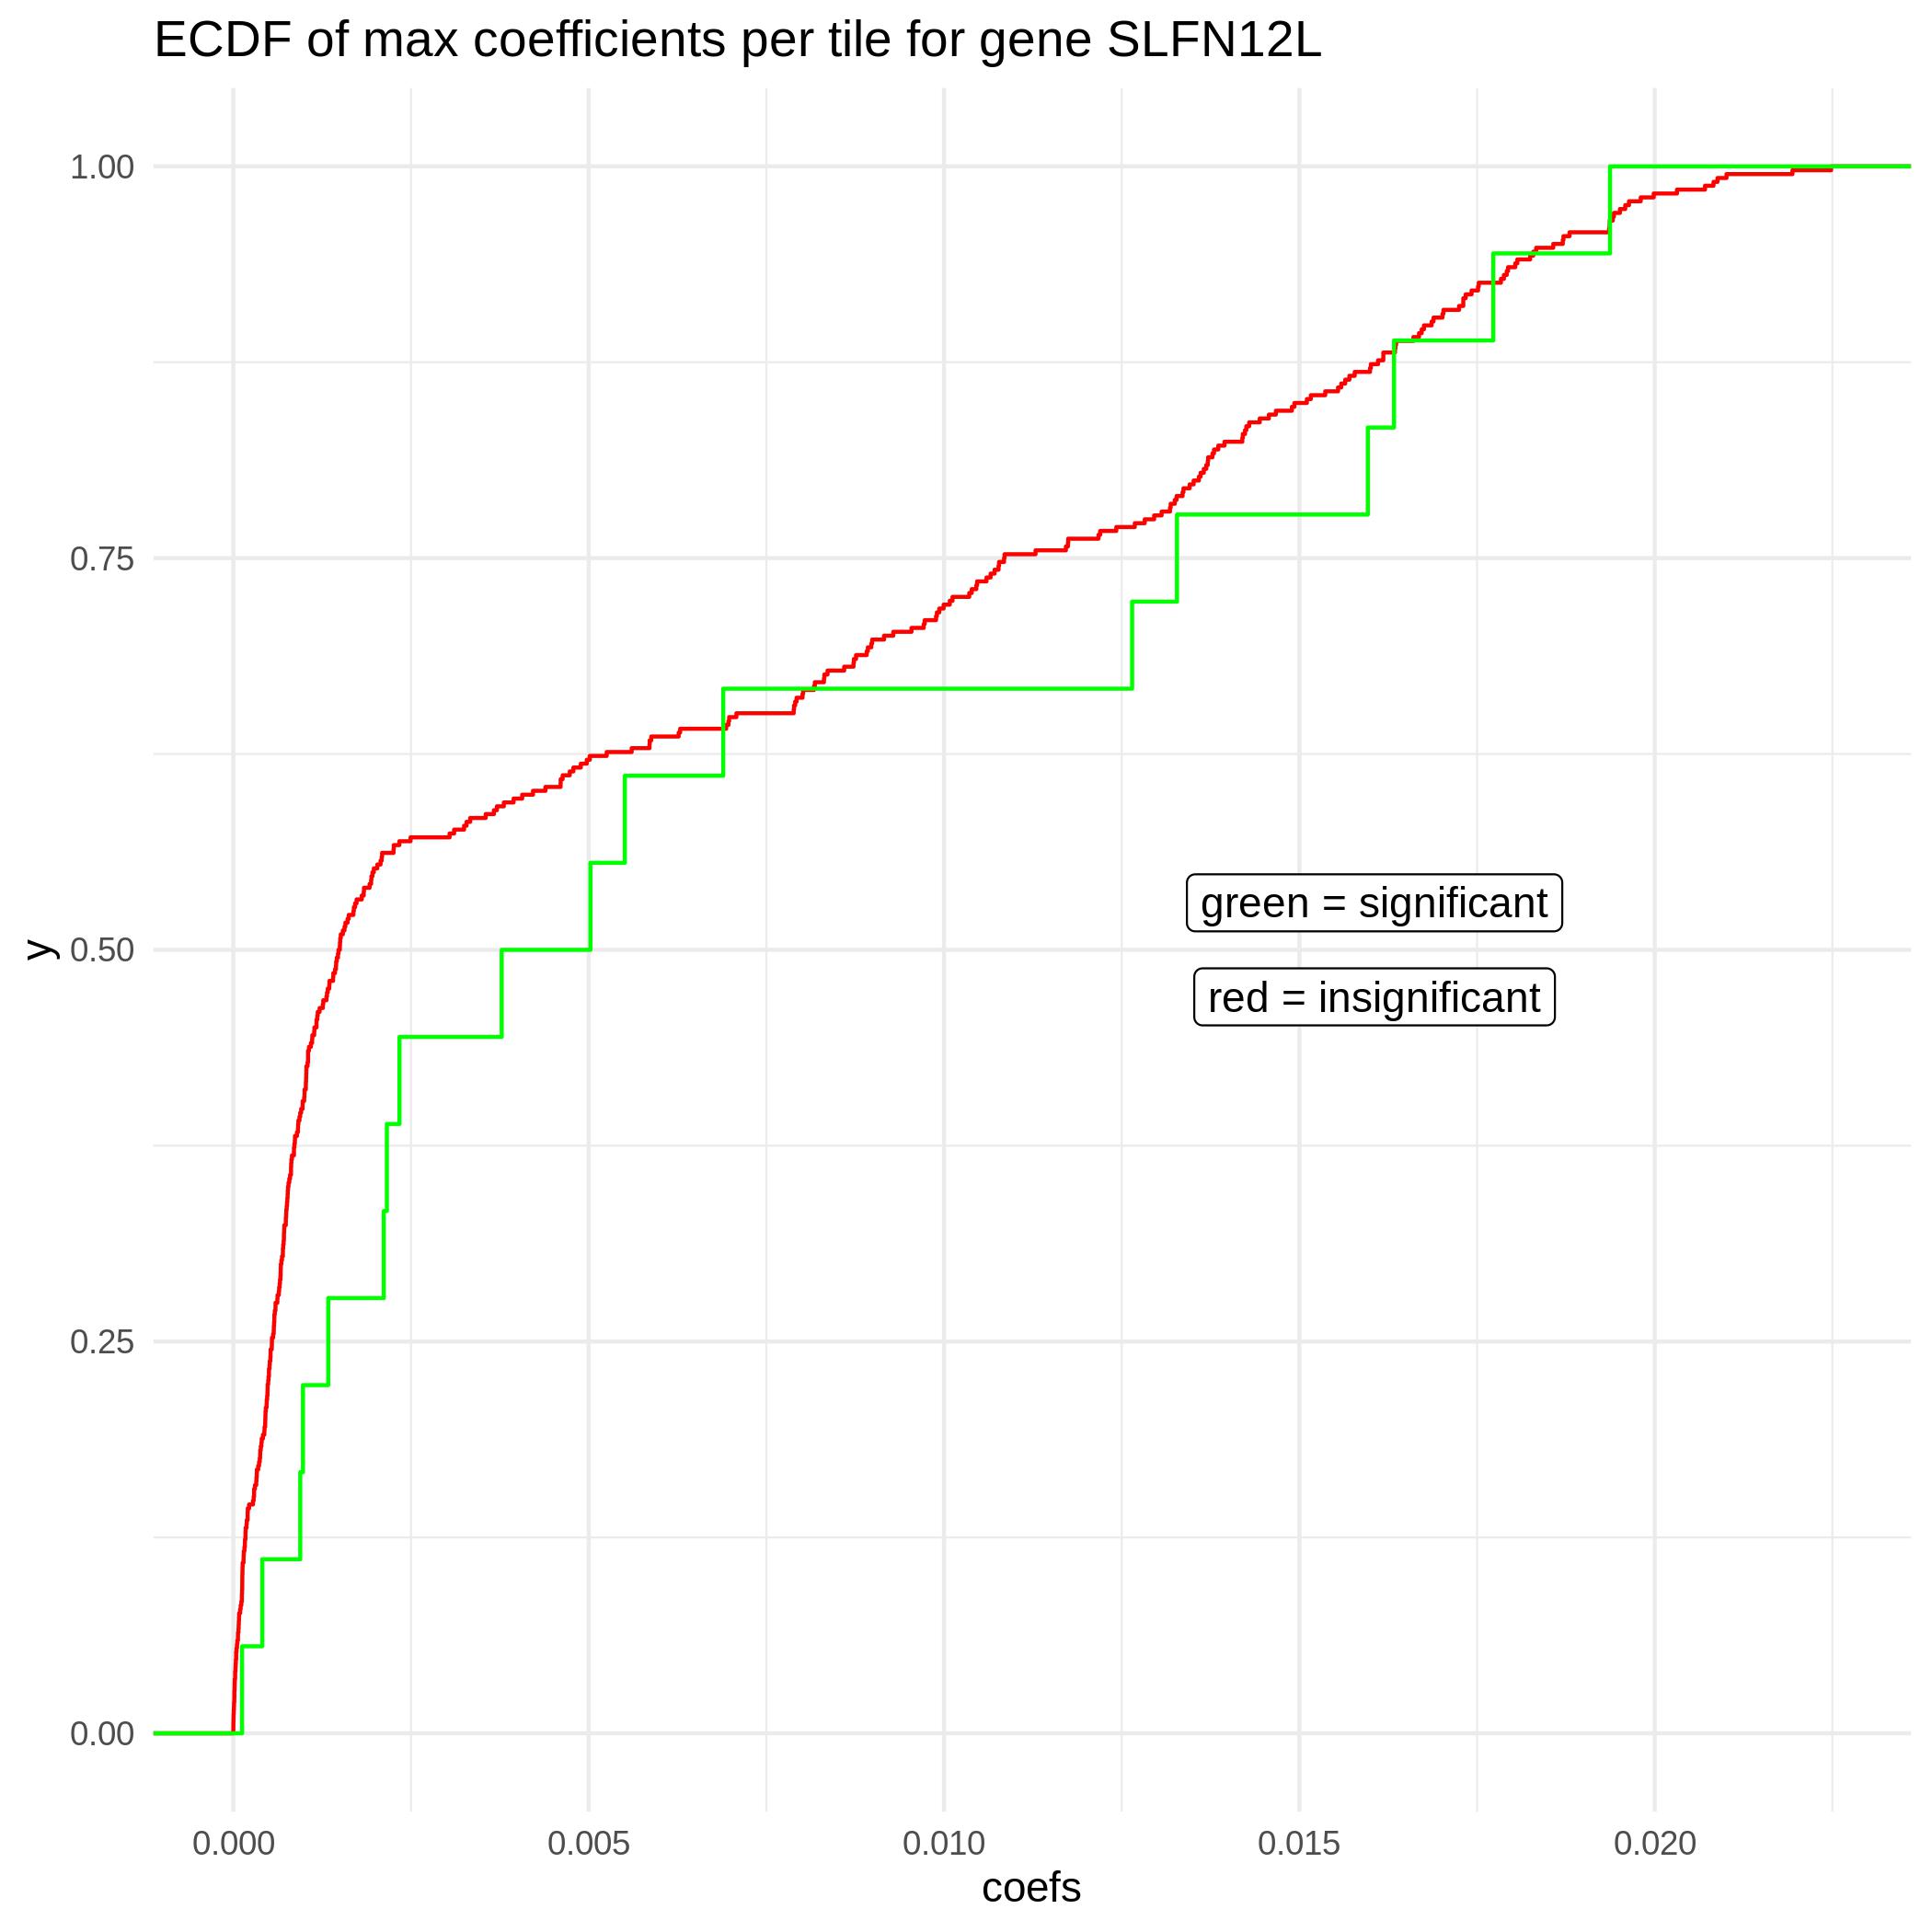 ECDF of max coefficients per tile for gene SLFN12L
1.00
0.75
0.50
0.25
0.00
y
green = significant
red = insignificant
0.000 0.005 0.010 0.015 0.020
coefs